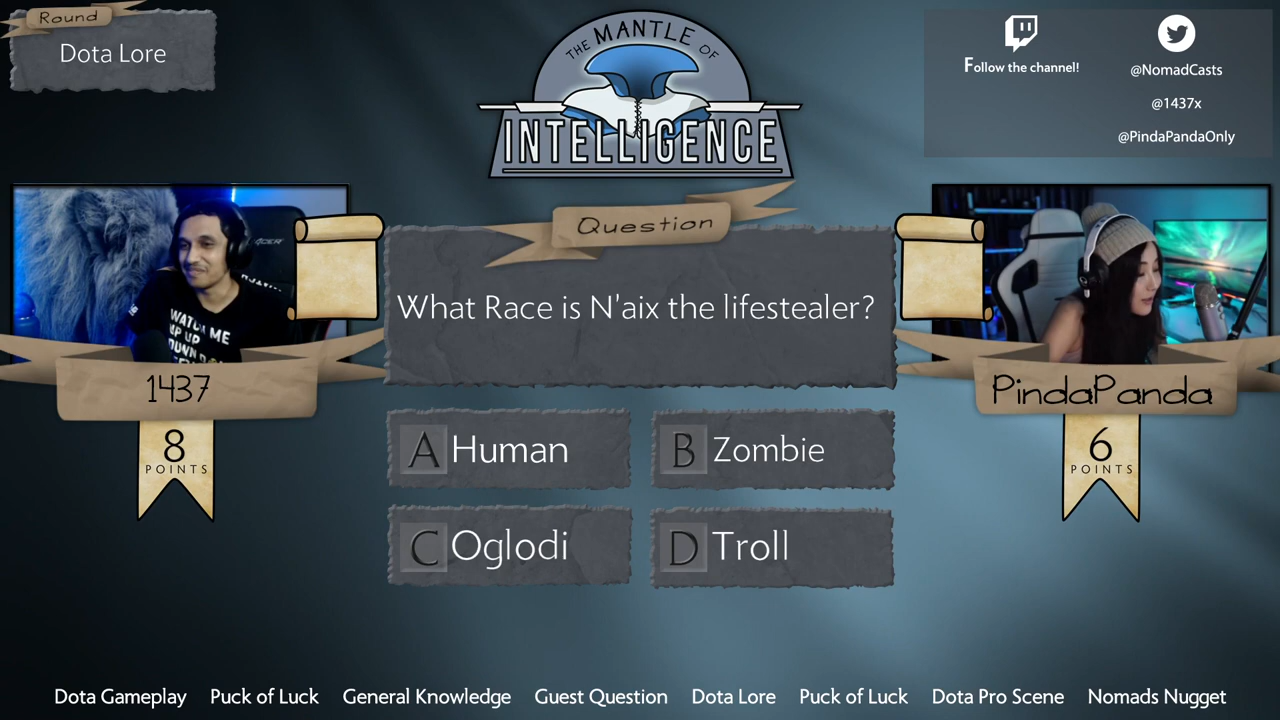 Round
Dota Lore
THE MANTLE OF
INTELLIGENCE
Follow the channel!
@NomadCasts
@1437x
@PindaPandaOnly
Question
What Race is N'aix the lifestealer?
WATCH ME
1437
8
POINTS
PindaPanda
6
POINTS
A Human
B Zombie
C Oglodi
D Troll
Dota Gameplay Puck of Luck General Knowledge Guest Question Dota Lore Puck of Luck Dota Pro Scene Nomads Nugget